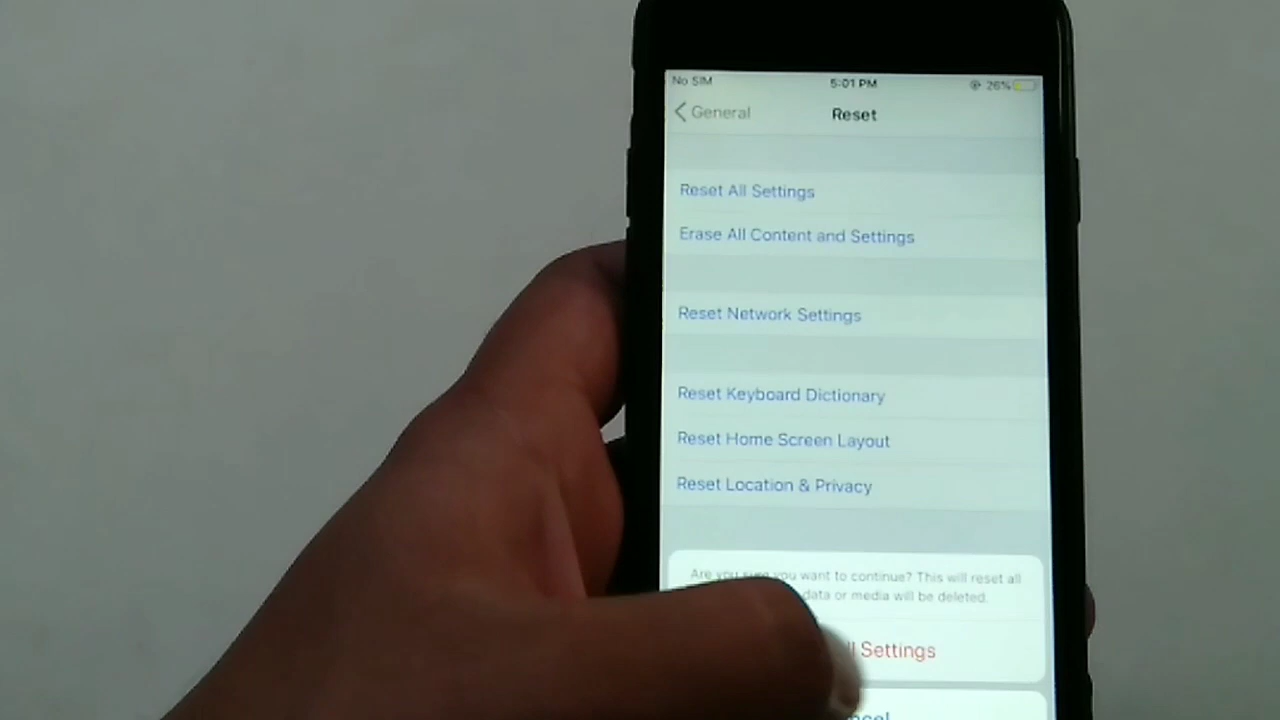 No SIM 5:01 PM 26%
General Reset
Reset All Settings
Erase All Content and Settings
Reset Network Settings
Reset Keyboard Dictionary
Reset Home Screen Layout
Reset Location & Privacy
Are you sure you want to continue? This will reset all
data or media will be deleted.
Settings